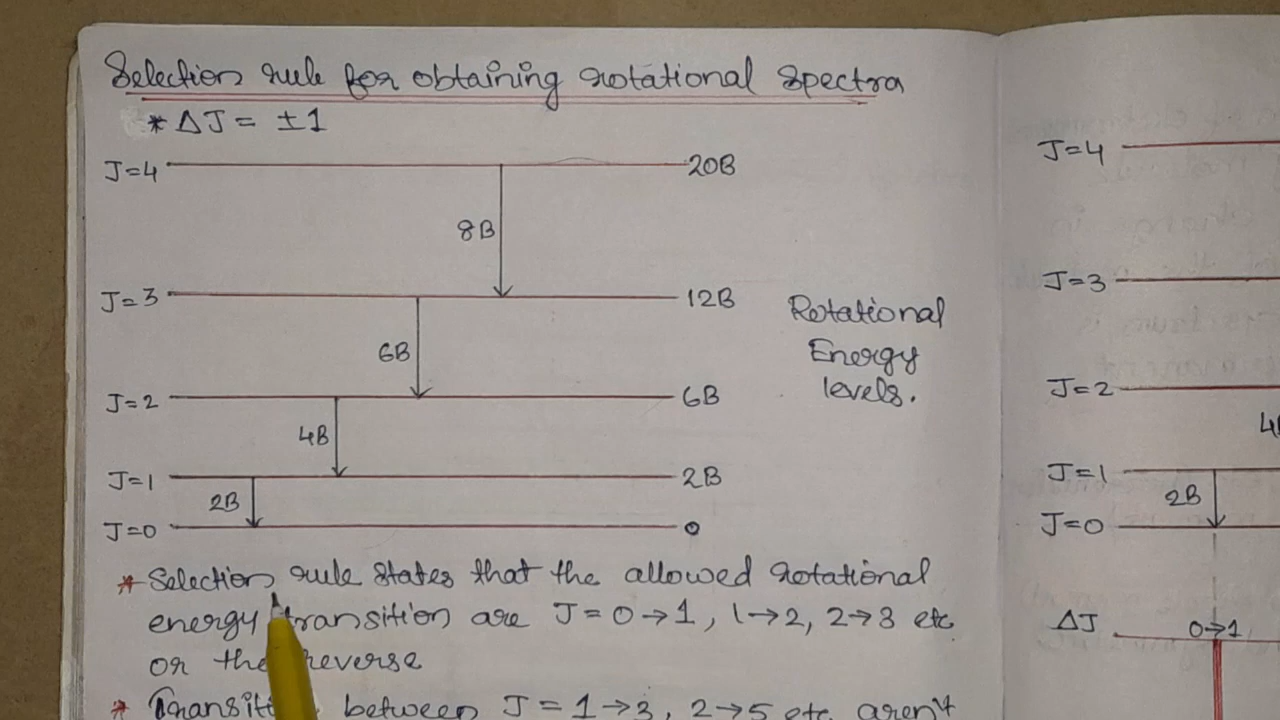 Selection rule for obtaining rotational spectra
* ΔJ = ±1
J=4 20B
8B
J=3 12B
Rotational
Energy
levels.
6B
J=2 6B
4B
J=1 2B
2B
J=0 0
* Selection rule states that the allowed rotational
energy transition are J = 0→1, 1→2, 2→3 etc
or the reverse
* between J = 1→3, 2→5 etc aren't
J=4
J=3
J=2
J=1
2B
J=0
ΔJ 0→1